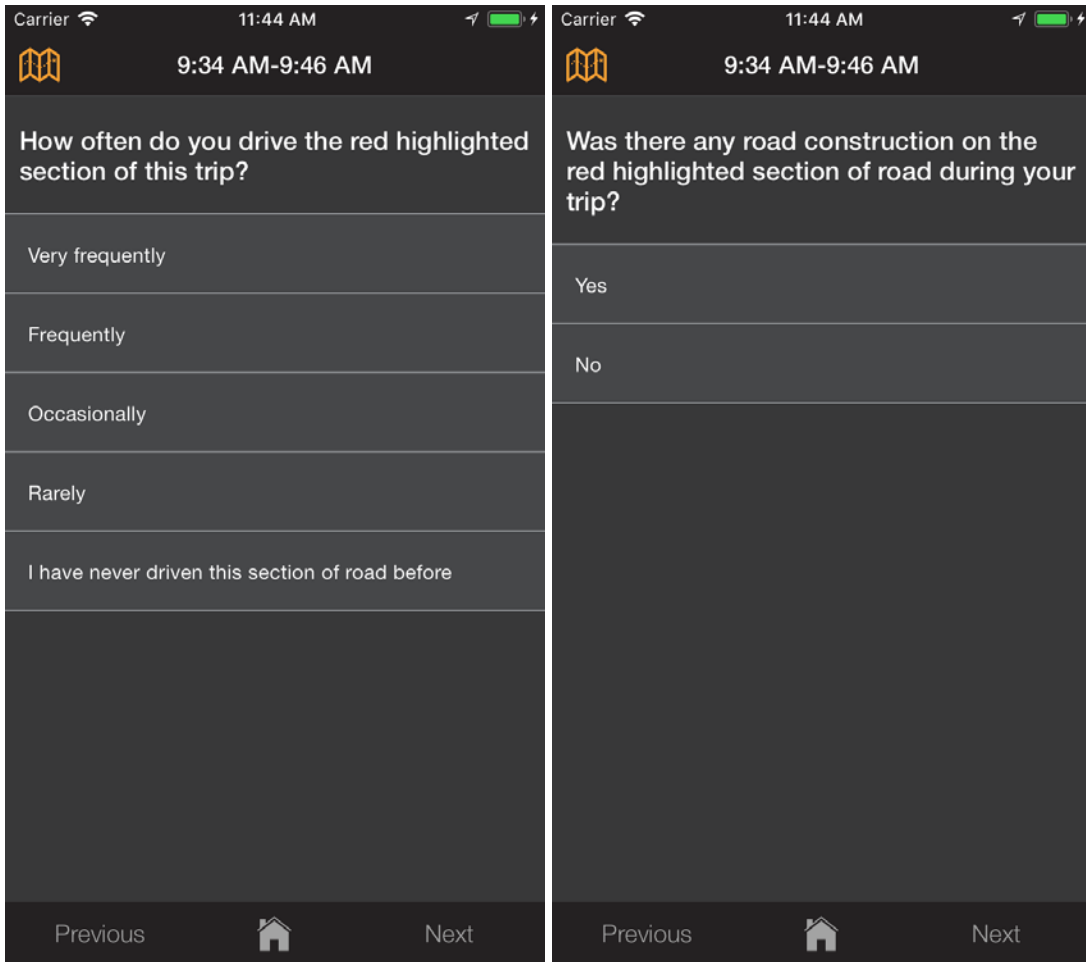 Carrier 11:44 AM
9:34 AM-9:46 AM
How often do you drive the red highlighted
section of this trip?
Very frequently
Frequently
Occasionally
Rarely
I have never driven this section of road before
Previous Next
Carrier 11:44 AM
9:34 AM-9:46 AM
Was there any road construction on the
red highlighted section of road during your
trip?
Yes
No
Previous Next